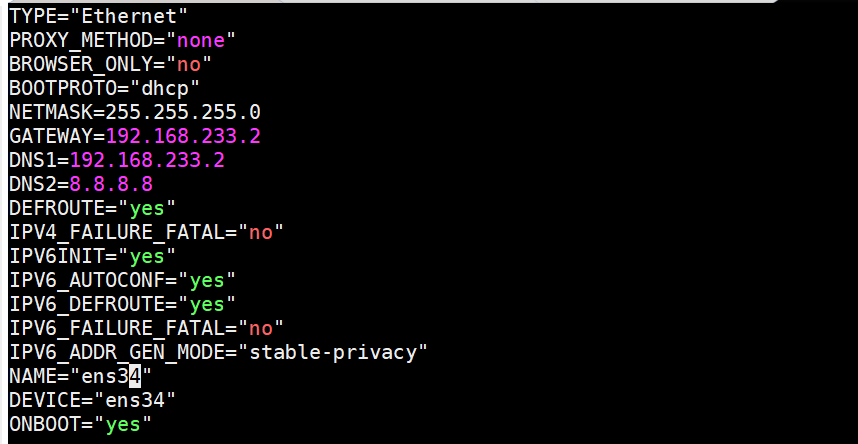 TYPE="Ethernet"
PROXY_METHOD="none"
BROWSER_ONLY="no"
BOOTPROTO="dhcp"
NETMASK=255.255.255.0
GATEWAY=192.168.233.2
DNS1=192.168.233.2
DNS2=8.8.8.8
DEFROUTE="yes"
IPV4_FAILURE_FATAL="no"
IPV6INIT="yes"
IPV6_AUTOCONF="yes"
IPV6_DEFROUTE="yes"
IPV6_FAILURE_FATAL="no"
IPV6_ADDR_GEN_MODE="stable-privacy"
NAME="ens34"
DEVICE="ens34"
ONBOOT="yes"